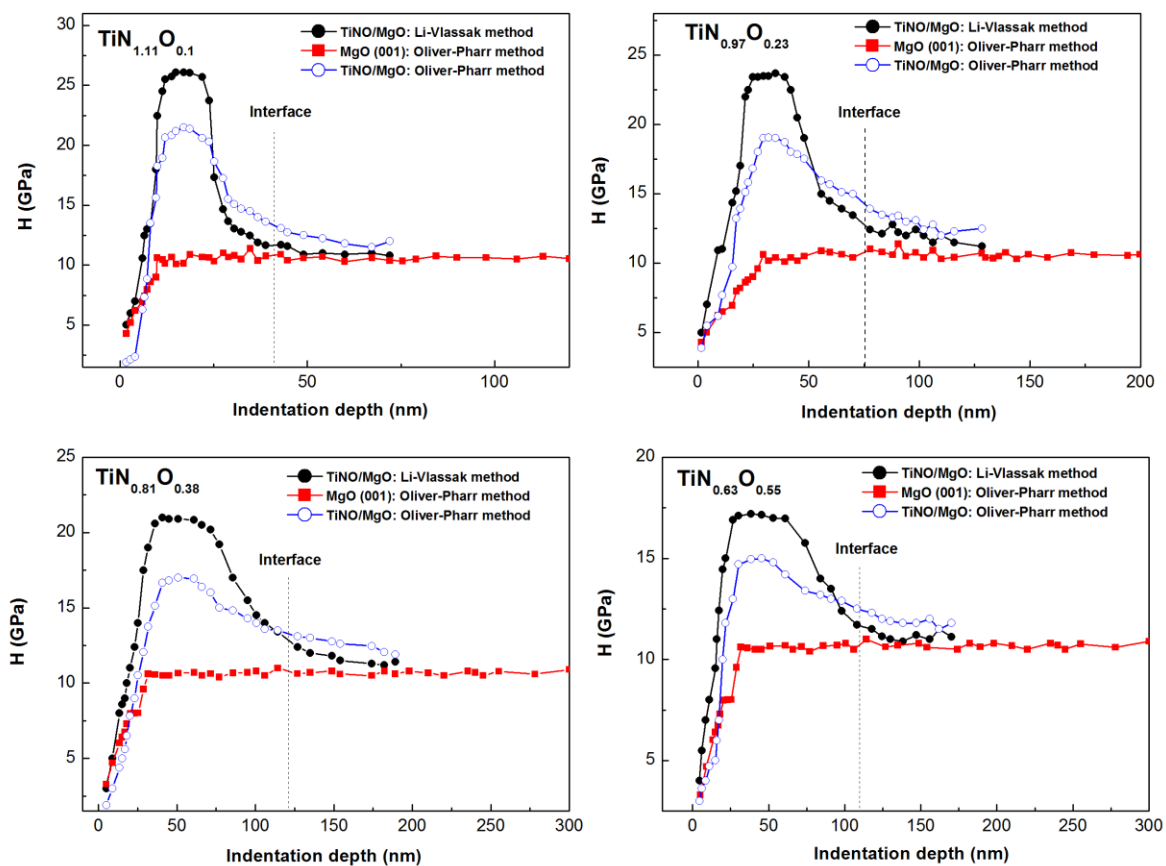 TiN1.11O0.1
TiNO/MgO: Li-Vlassak method
MgO (001): Oliver-Pharr method
TiNO/MgO: Oliver-Pharr method
Interface
H (GPa)
30
25
20
15
10
5
0 50 100
Indentation depth (nm)
TiN0.97O0.23
TiNO/MgO: Li-Vlassak method
MgO (001): Oliver-Pharr method
TiNO/MgO: Oliver-Pharr method
Interface
H (GPa)
25
20
15
10
5
0 50 100 150 200
Indentation depth (nm)
TiN0.81O0.38
TiNO/MgO: Li-Vlassak method
MgO (001): Oliver-Pharr method
TiNO/MgO: Oliver-Pharr method
Interface
H (GPa)
25
20
15
10
5
0 50 100 150 200 250 300
Indentation depth (nm)
TiN0.63O0.55
TiNO/MgO: Li-Vlassak method
MgO (001): Oliver-Pharr method
TiNO/MgO: Oliver-Pharr method
Interface
H (GPa)
20
15
10
5
0 50 100 150 200 250 300
Indentation depth (nm)